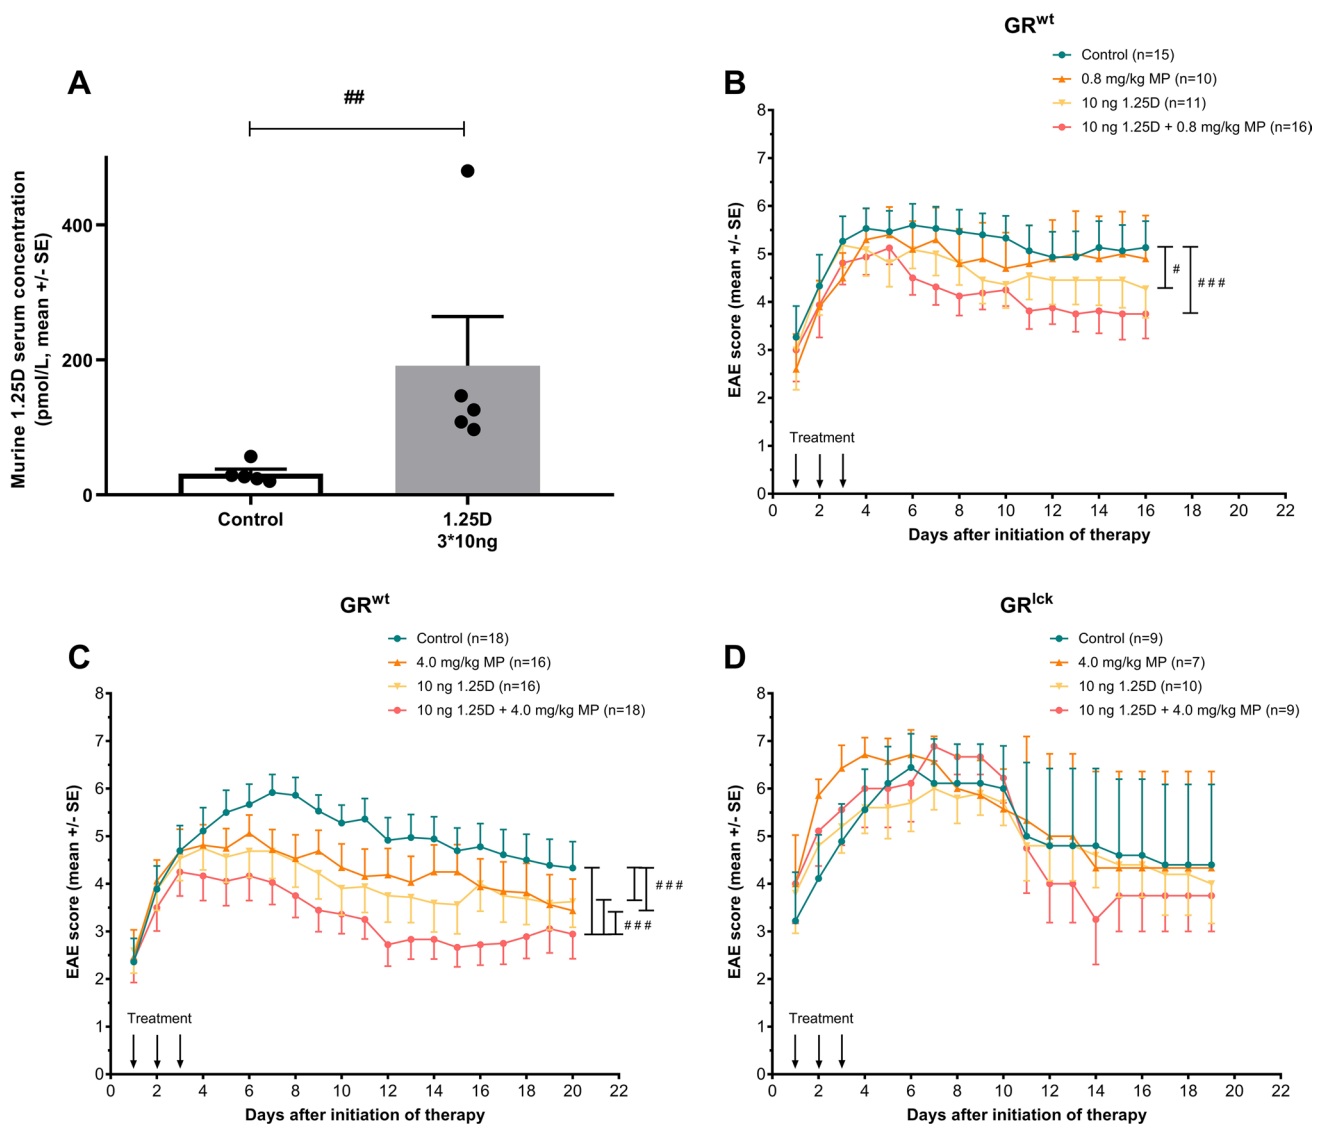 A
##
Murine 1.25D serum concentration
(pmol/L, mean +/- SE)
400
200
0
Control
1.25D
3*10ng
B
GRwt
Control (n=15)
0.8 mg/kg MP (n=10)
10 ng 1.25D (n=11)
10 ng 1.25D + 0.8 mg/kg MP (n=16)
EAE score (mean +/- SE)
8
7
6
5
4
3
2
1
0
#
###
Treatment
0 2 4 6 8 10 12 14 16 18 20 22
Days after initiation of therapy
C
GRwt
Control (n=18)
4.0 mg/kg MP (n=16)
10 ng 1.25D (n=16)
10 ng 1.25D + 4.0 mg/kg MP (n=18)
EAE score (mean +/- SE)
8
7
6
5
4
3
2
1
0
###
###
Treatment
0 2 4 6 8 10 12 14 16 18 20 22
Days after initiation of therapy
D
GRlck
Control (n=9)
4.0 mg/kg MP (n=7)
10 ng 1.25D (n=10)
10 ng 1.25D + 4.0 mg/kg MP (n=9)
EAE score (mean +/- SE)
8
7
6
5
4
3
2
1
0
Treatment
0 2 4 6 8 10 12 14 16 18 20 22
Days after initiation of therapy